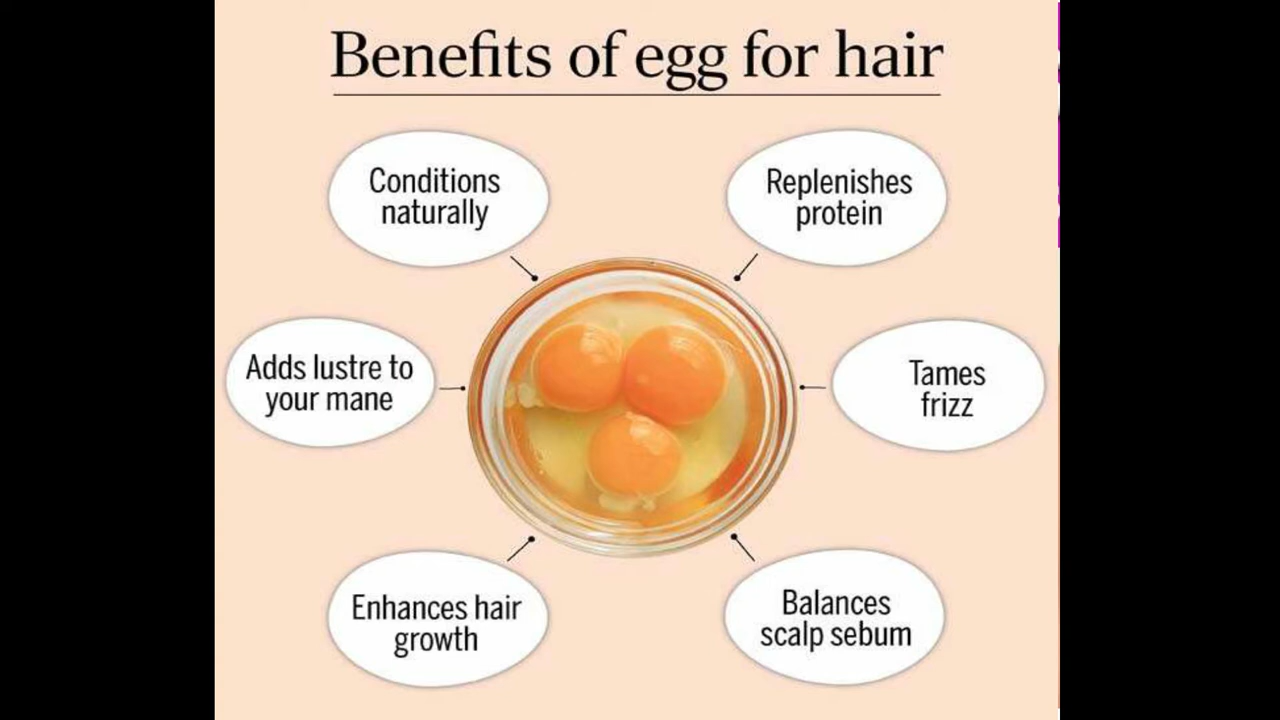 Benefits of egg for hair
Conditions
naturally
Replenishes
protein
Adds lustre to
your mane
Tames
frizz
Enhances hair
growth
Balances
scalp sebum